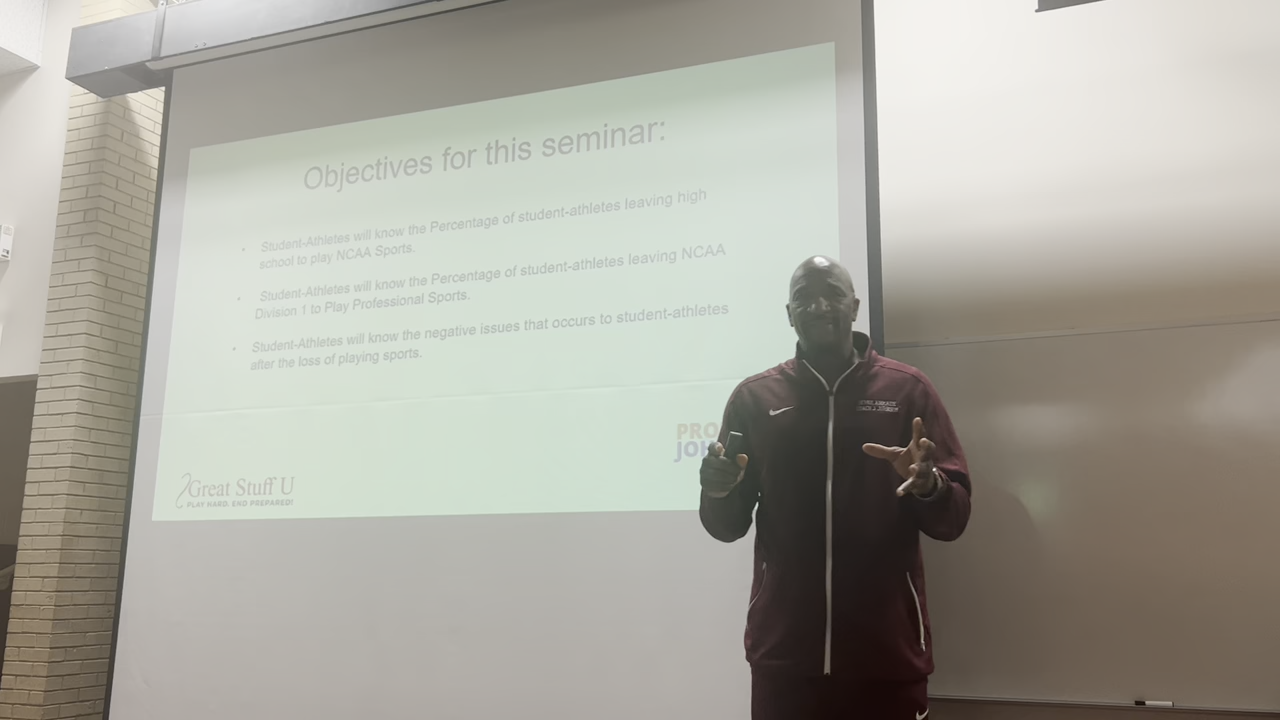 Objectives for this seminar:
• Student-Athletes will know the Percentage of student-athletes leaving high
school to play NCAA Sports.
• Student-Athletes will know the Percentage of student-athletes leaving NCAA
Division 1 to Play Professional Sports.
• Student-Athletes will know the negative issues that occurs to student-athletes
after the loss of playing sports.
PRO
JO
Great Stuff U
PLAY HARD. END PREPARED!